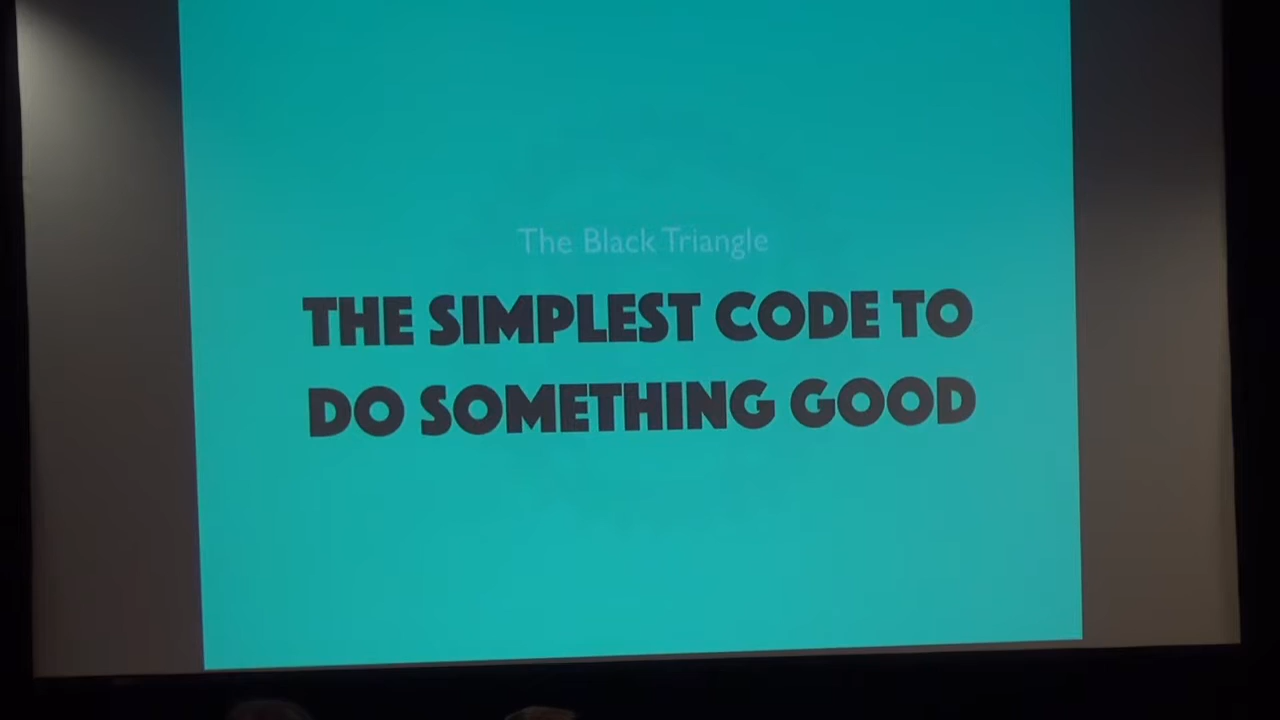 The Black Triangle
THE SIMPLEST CODE TO
DO SOMETHING GOOD